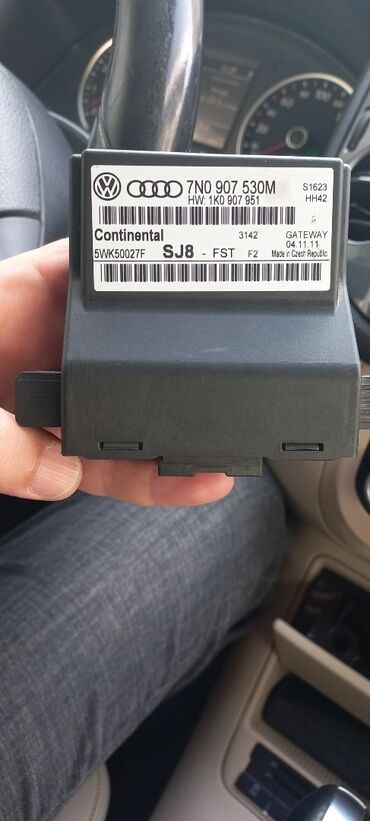 7N0 907 530M
HW: 1K0 907 951
S1623
HH42
Continental
3142
GATEWAY
04.11.11
5WK50027F
SJ8 - FST F2
Made in Czech Republic